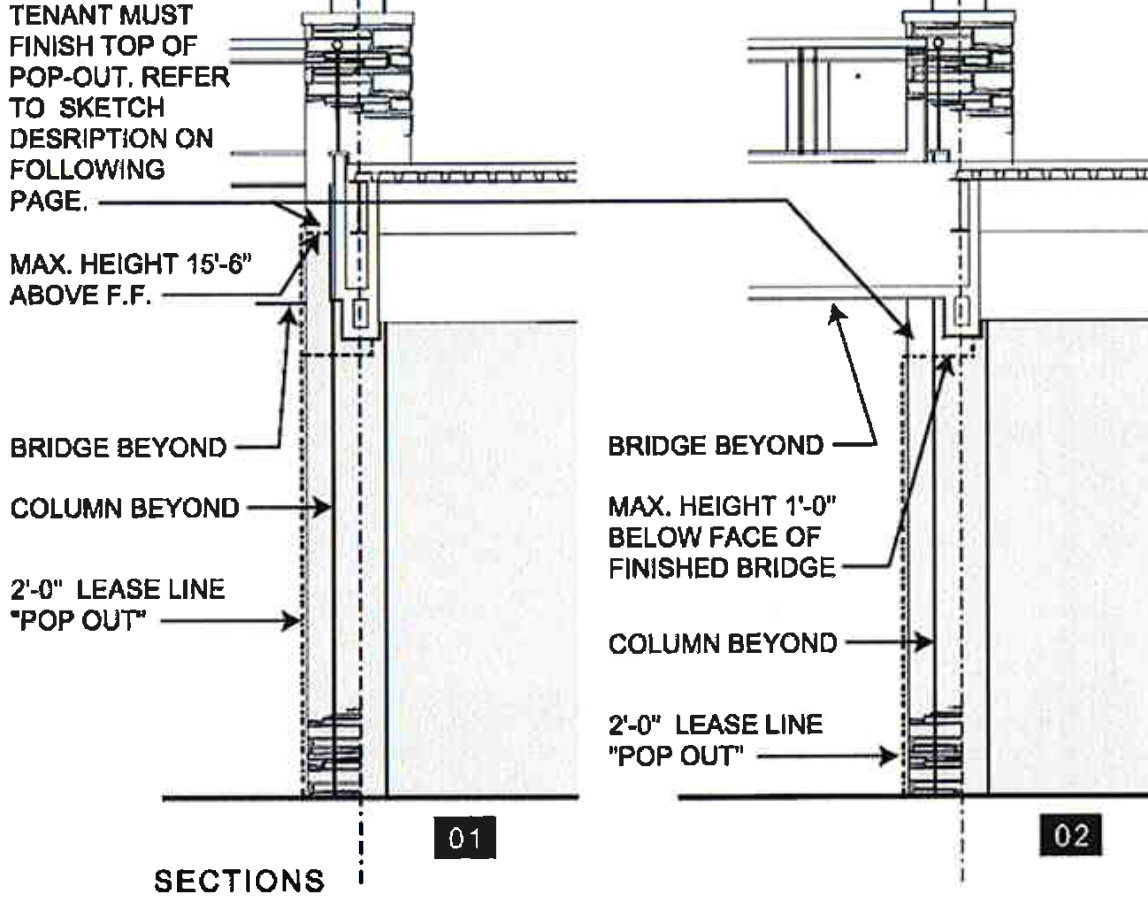 TENANT MUST
FINISH TOP OF
POP-OUT. REFER
TO SKETCH
DESRIPTION ON
FOLLOWING
PAGE.
MAX. HEIGHT 15'-6"
ABOVE F.F.
BRIDGE BEYOND
COLUMN BEYOND
2'-0" LEASE LINE
"POP OUT"
BRIDGE BEYOND
MAX. HEIGHT 1'-0"
BELOW FACE OF
FINISHED BRIDGE
COLUMN BEYOND
2'-0" LEASE LINE
"POP OUT"
01
02
SECTIONS